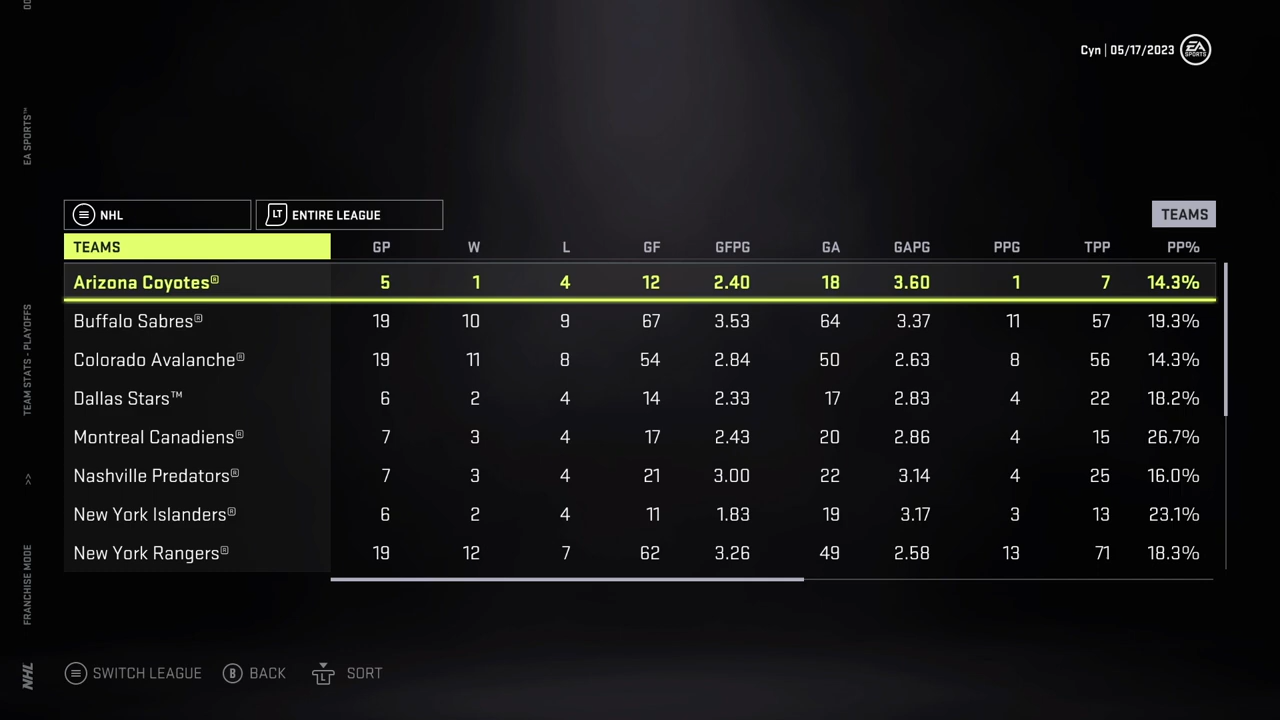 Cyn | 05/17/2023 EA SPORTS
NHL LT ENTIRE LEAGUE TEAMS
TEAMS GP W L GF GFPG GA GAPG PPG TPP PP%
Arizona Coyotes® 5 1 4 12 2.40 18 3.60 1 7 14.3%
Buffalo Sabres® 19 10 9 67 3.53 64 3.37 11 57 19.3%
Colorado Avalanche® 19 11 8 54 2.84 50 2.63 8 56 14.3%
Dallas Stars™ 6 2 4 14 2.33 17 2.83 4 22 18.2%
Montreal Canadiens® 7 3 4 17 2.43 20 2.86 4 15 26.7%
Nashville Predators® 7 3 4 21 3.00 22 3.14 4 25 16.0%
New York Islanders® 6 2 4 11 1.83 19 3.17 3 13 23.1%
New York Rangers® 19 12 7 62 3.26 49 2.58 13 71 18.3%
SWITCH LEAGUE B BACK L SORT
NHL FRANCHISE MODE >> TEAM STATS - PLAYOFFS EA SPORTS™